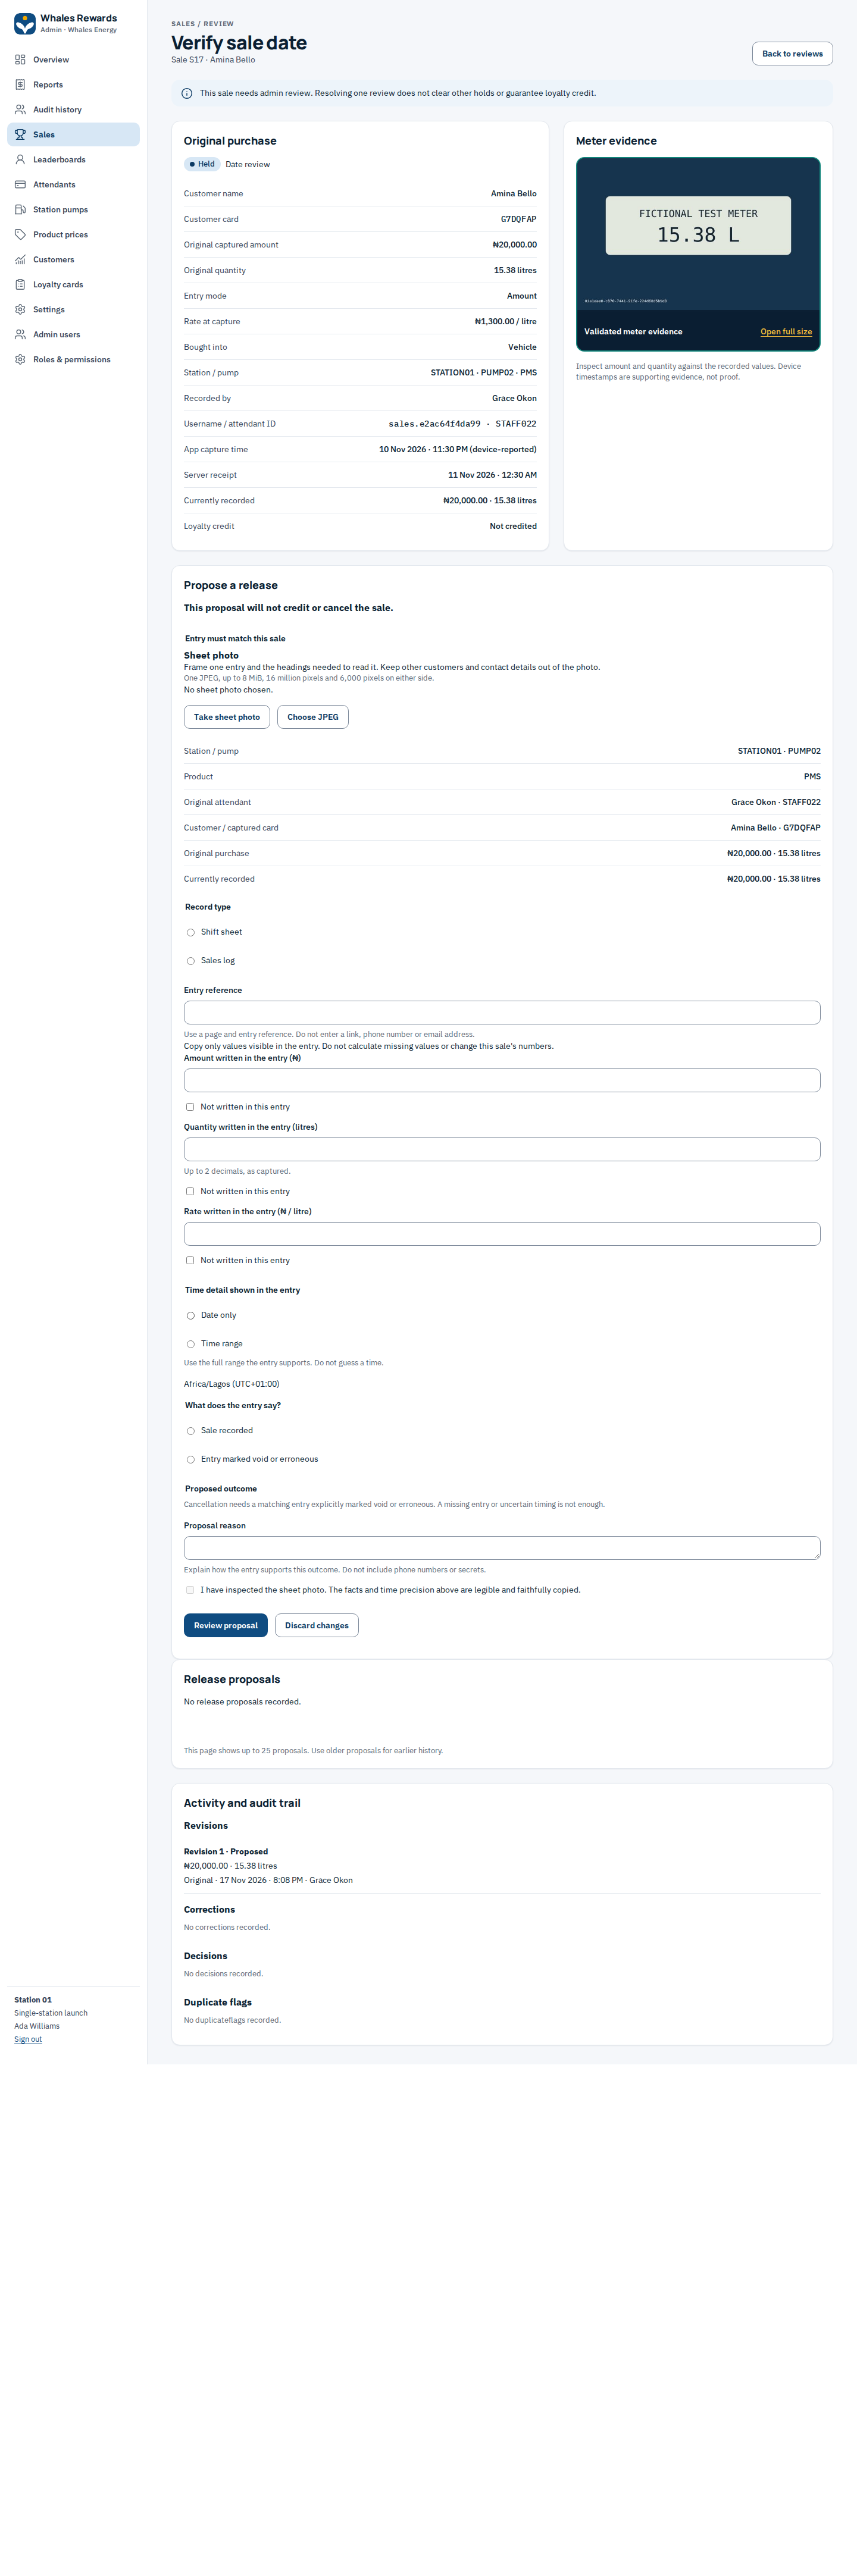 Whales Rewards
Admin · Whales Energy
Overview
Reports
Audit history
Sales
Leaderboards
Attendants
Station pumps
Product prices
Customers
Loyalty cards
Settings
Admin users
Roles & permissions
Station 01
Single-station launch
Ada Williams
Sign out
SALES / REVIEW
Verify sale date
Sale S17 · Amina Bello
Back to reviews
This sale needs admin review. Resolving one review does not clear other holds or guarantee loyalty credit.
Original purchase
Held Date review
Customer name Amina Bello
Customer card G7DQFAP
Original captured amount ₦20,000.00
Original quantity 15.38 litres
Entry mode Amount
Rate at capture ₦1,300.00 / litre
Bought into Vehicle
Station / pump STATION01 · PUMP02 · PMS
Recorded by Grace Okon
Username / attendant ID sales.e2ac64f4da99 · STAFF022
App capture time 10 Nov 2026 · 11:30 PM (device-reported)
Server receipt 11 Nov 2026 · 12:30 AM
Currently recorded ₦20,000.00 · 15.38 litres
Loyalty credit Not credited
Meter evidence
FICTIONAL TEST METER
15.38 L
Validated meter evidence Open full size
Inspect amount and quantity against the recorded values. Device
timestamps are supporting evidence, not proof.
Propose a release
This proposal will not credit or cancel the sale.
Entry must match this sale
Sheet photo
Frame one entry and the headings needed to read it. Keep other customers and contact details out of the photo.
One JPEG, up to 8 MiB, 16 million pixels and 6,000 pixels on either side.
No sheet photo chosen.
Take sheet photo Choose JPEG
Station / pump STATION01 · PUMP02
Product PMS
Original attendant Grace Okon · STAFF022
Customer / captured card Amina Bello · G7DQFAP
Original purchase ₦20,000.00 · 15.38 litres
Currently recorded ₦20,000.00 · 15.38 litres
Record type
Shift sheet
Sales log
Entry reference
Use a page and entry reference. Do not enter a link, phone number or email address.
Copy only values visible in the entry. Do not calculate missing values or change this sale's numbers.
Amount written in the entry (₦)
Not written in this entry
Quantity written in the entry (litres)
Up to 2 decimals, as captured.
Not written in this entry
Rate written in the entry (₦ / litre)
Not written in this entry
Time detail shown in the entry
Date only
Time range
Use the full range the entry supports. Do not guess a time.
Africa/Lagos (UTC+01:00)
What does the entry say?
Sale recorded
Entry marked void or erroneous
Proposed outcome
Cancellation needs a matching entry explicitly marked void or erroneous. A missing entry or uncertain timing is not enough.
Proposal reason
Explain how the entry supports this outcome. Do not include phone numbers or secrets.
I have inspected the sheet photo. The facts and time precision above are legible and faithfully copied.
Review proposal Discard changes
Release proposals
No release proposals recorded.
This page shows up to 25 proposals. Use older proposals for earlier history.
Activity and audit trail
Revisions
Revision 1 · Proposed
₦20,000.00 · 15.38 litres
Original · 17 Nov 2026 · 8:08 PM · Grace Okon
Corrections
No corrections recorded.
Decisions
No decisions recorded.
Duplicate flags
No duplicateflags recorded.